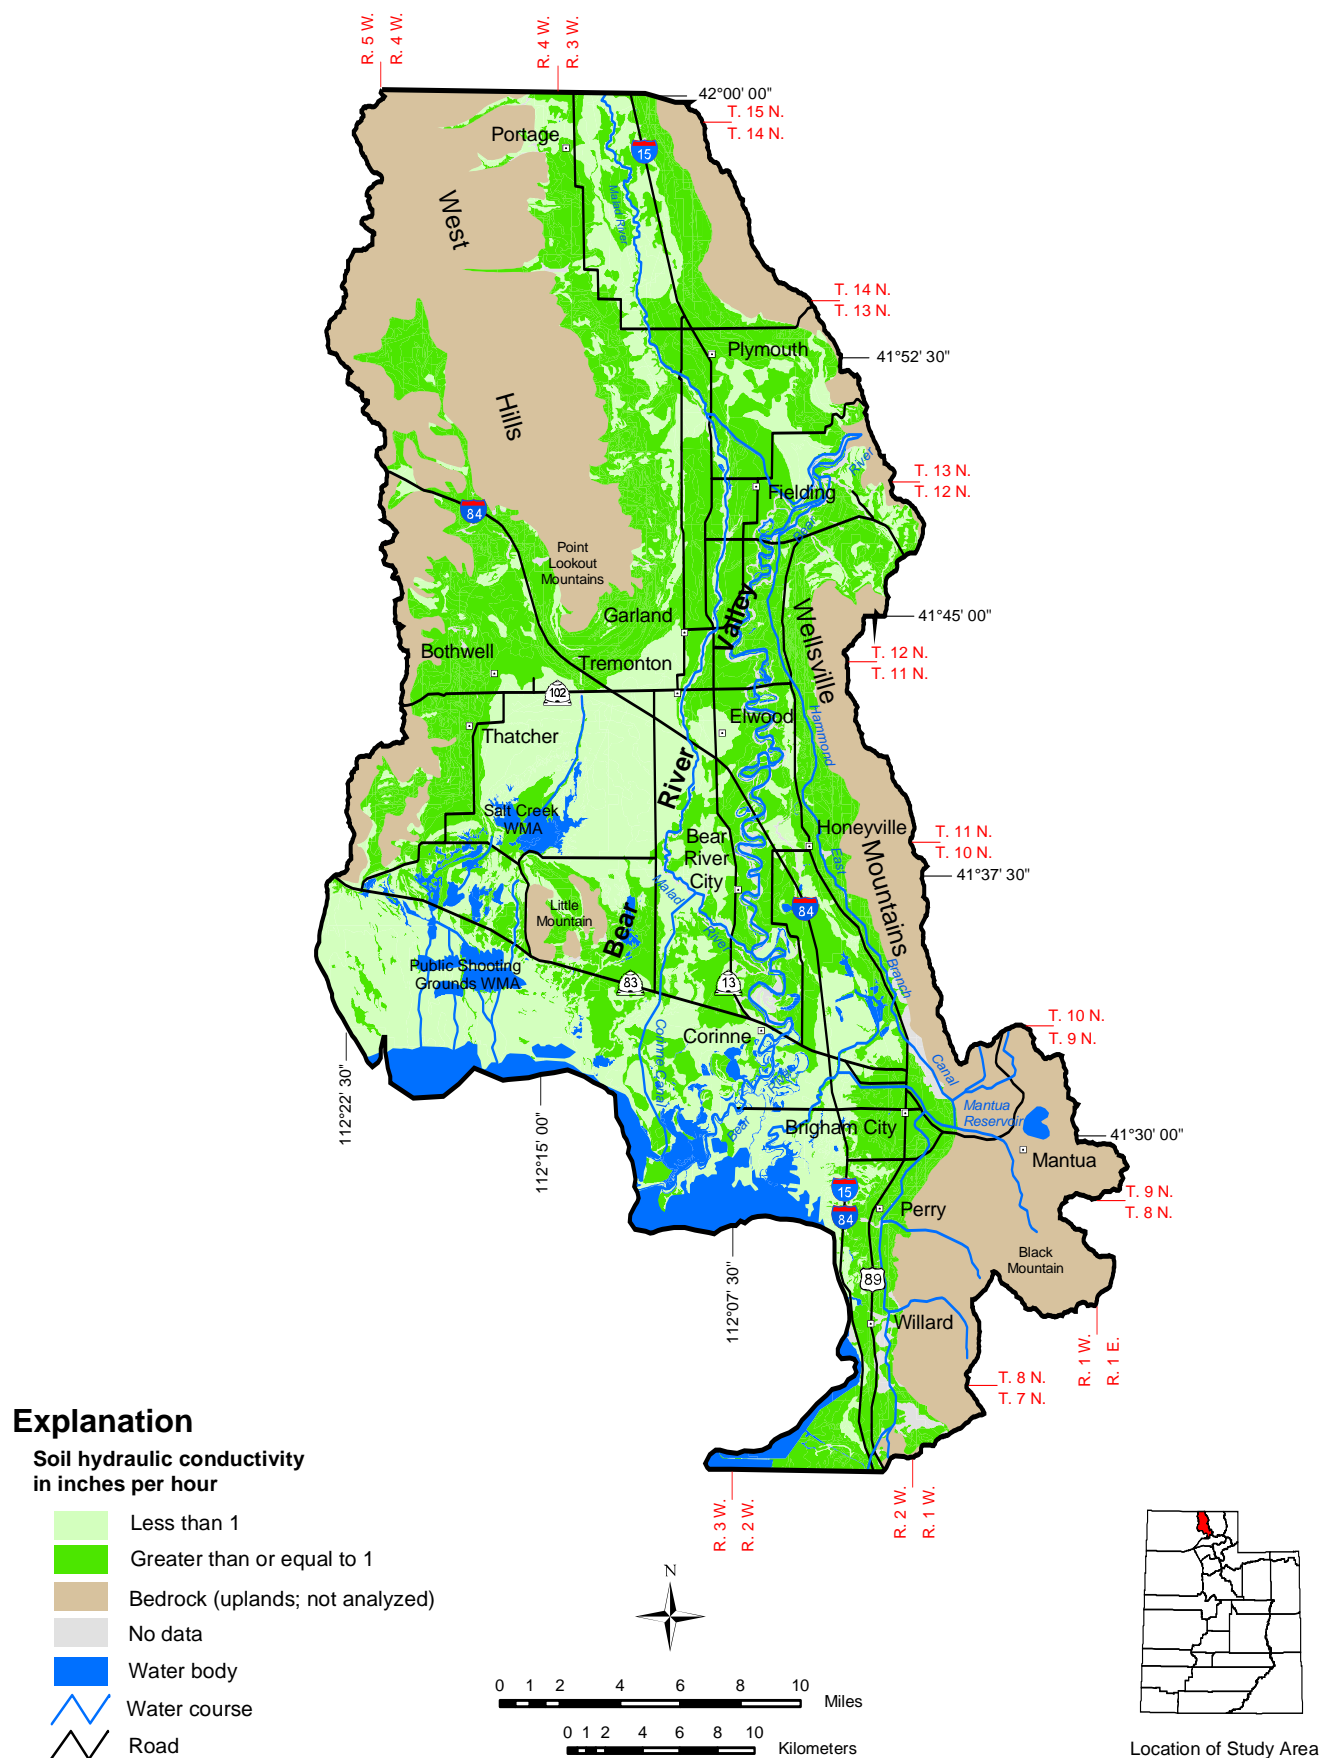 R. 5 W.
R. 4 W.
R. 4 W.
R. 3 W.
42°00' 00"
T. 15 N.
T. 14 N.
Portage
15
Malad River
West
T. 14 N.
T. 13 N.
Plymouth
41°52' 30"
Hills
River
T. 13 N.
T. 12 N.
Fielding
84
Bear
Point
Lookout
Mountains
Garland
Valley
Wellsville
41°45' 00"
Bothwell
Tremonton
T. 12 N.
T. 11 N.
102
Elwood
Thatcher
Hammond
River
Salt Creek
WMA
Honeyville
T. 11 N.
T. 10 N.
Bear
River
City
East
Mountains
41°37' 30"
Malad
River
84
Little
Mountain
Bear
Public Shooting
Grounds WMA
83
13
Branch
T. 10 N.
T. 9 N.
Corinne
Corinne Canal
Canal
River
Bear
Mantua
Reservoir
112°22' 30"
112°15' 00"
Brigham City
41°30' 00"
Mantua
15
84
Perry
T. 9 N.
T. 8 N.
Black
Mountain
112°07' 30"
89
Willard
R. 1 W.
R. 1 E.
T. 8 N.
T. 7 N.
R. 3 W.
R. 2 W.
R. 2 W.
R. 1 W.
Explanation
Soil hydraulic conductivity
in inches per hour
Less than 1
Greater than or equal to 1
Bedrock (uplands; not analyzed)
No data
Water body
Water course
Road
N
0 1 2 4 6 8 10
Miles
0 1 2 4 6 8 10
Kilometers
Location of Study Area